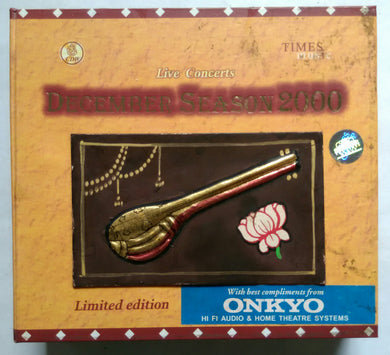 TIMES
MUSIC
Live Concerts
DECEMBER SEASON 2000
Limited edition
With best compliments from
ONKYO
HI FI AUDIO & HOME THEATRE SYSTEMS